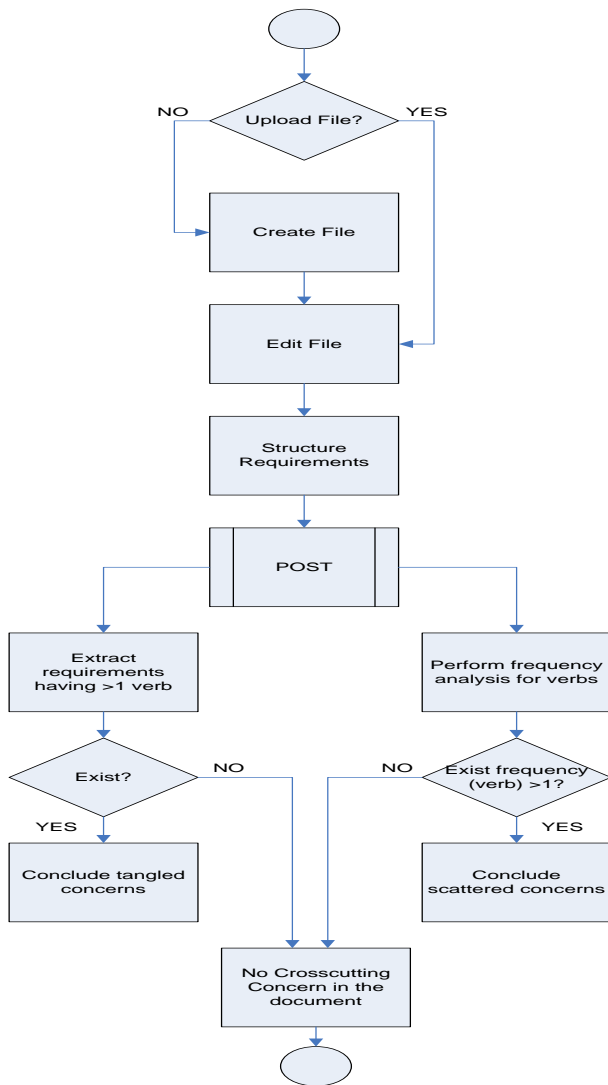 Upload File?
NO
YES
Create File
Edit File
Structure
Requirements
POST
Extract
requirements
having >1 verb
Perform frequency
analysis for verbs
Exist?
NO
YES
NO
Exist frequency
(verb) >1?
YES
Conclude tangled
concerns
Conclude
scattered concerns
No Crosscutting
Concern in the
document